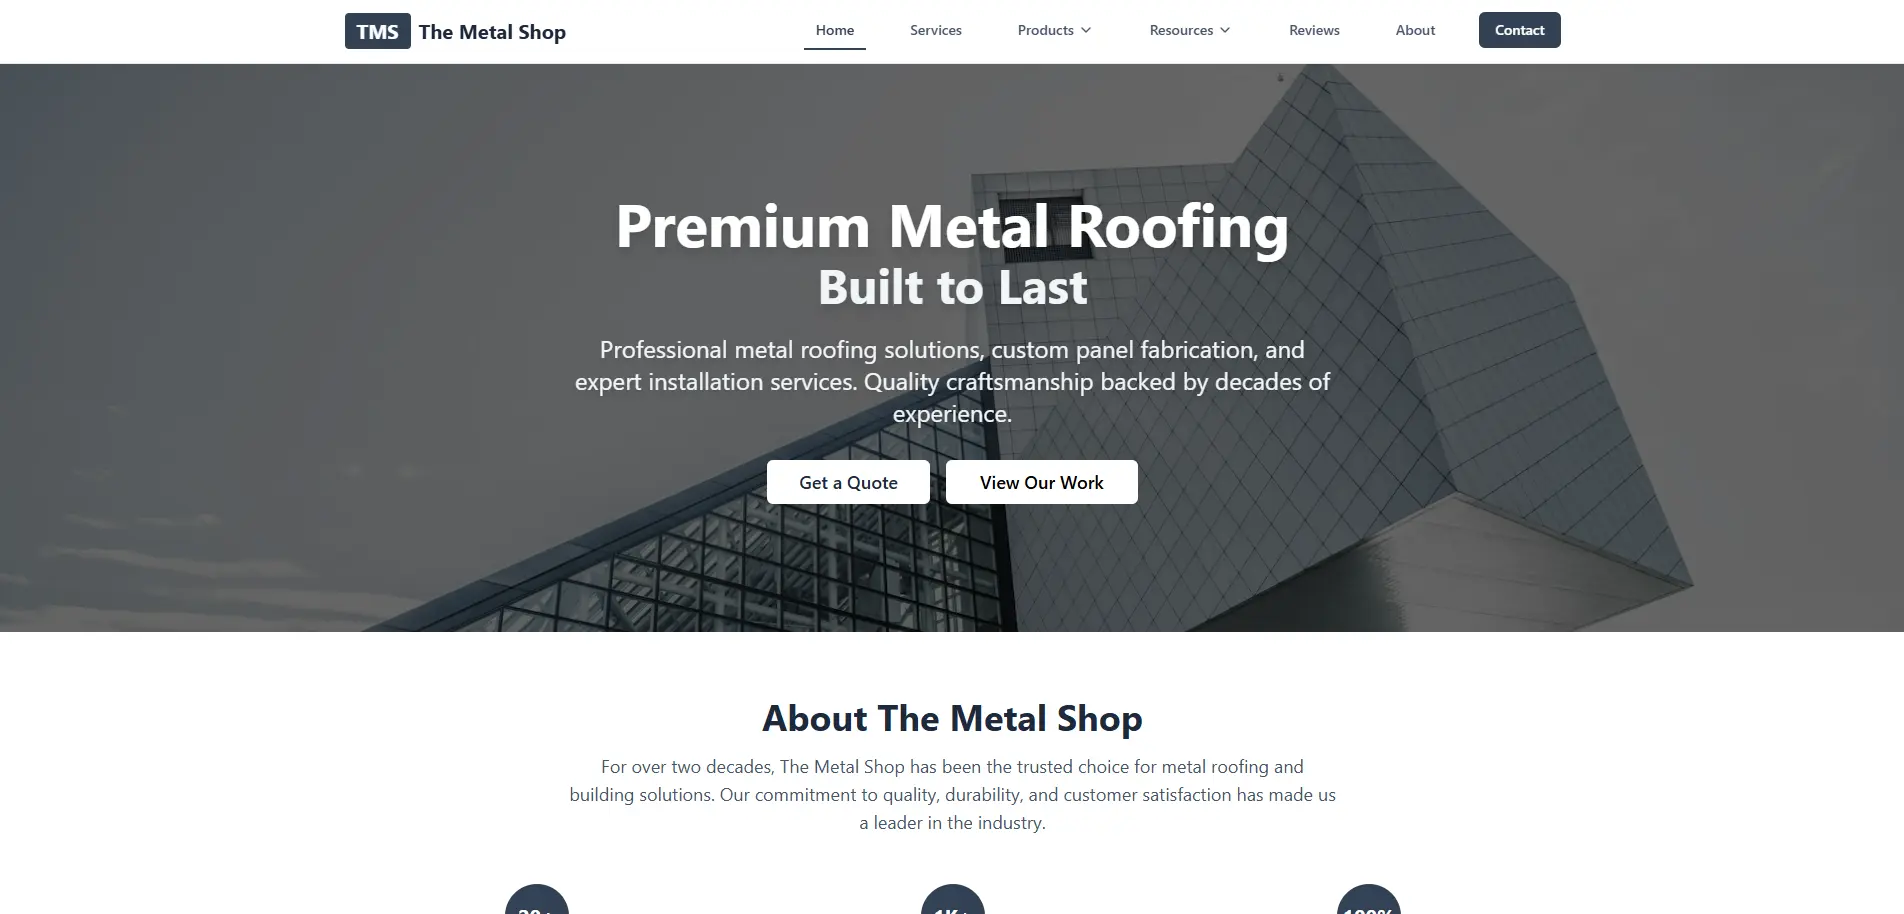 TMS The Metal Shop
Home Services Products Resources Reviews About Contact
Premium Metal Roofing
Built to Last
Professional metal roofing solutions, custom panel fabrication, and
expert installation services. Quality craftsmanship backed by decades of
experience.
Get a Quote View Our Work
About The Metal Shop
For over two decades, The Metal Shop has been the trusted choice for metal roofing and
building solutions. Our commitment to quality, durability, and customer satisfaction has made us
a leader in the industry.